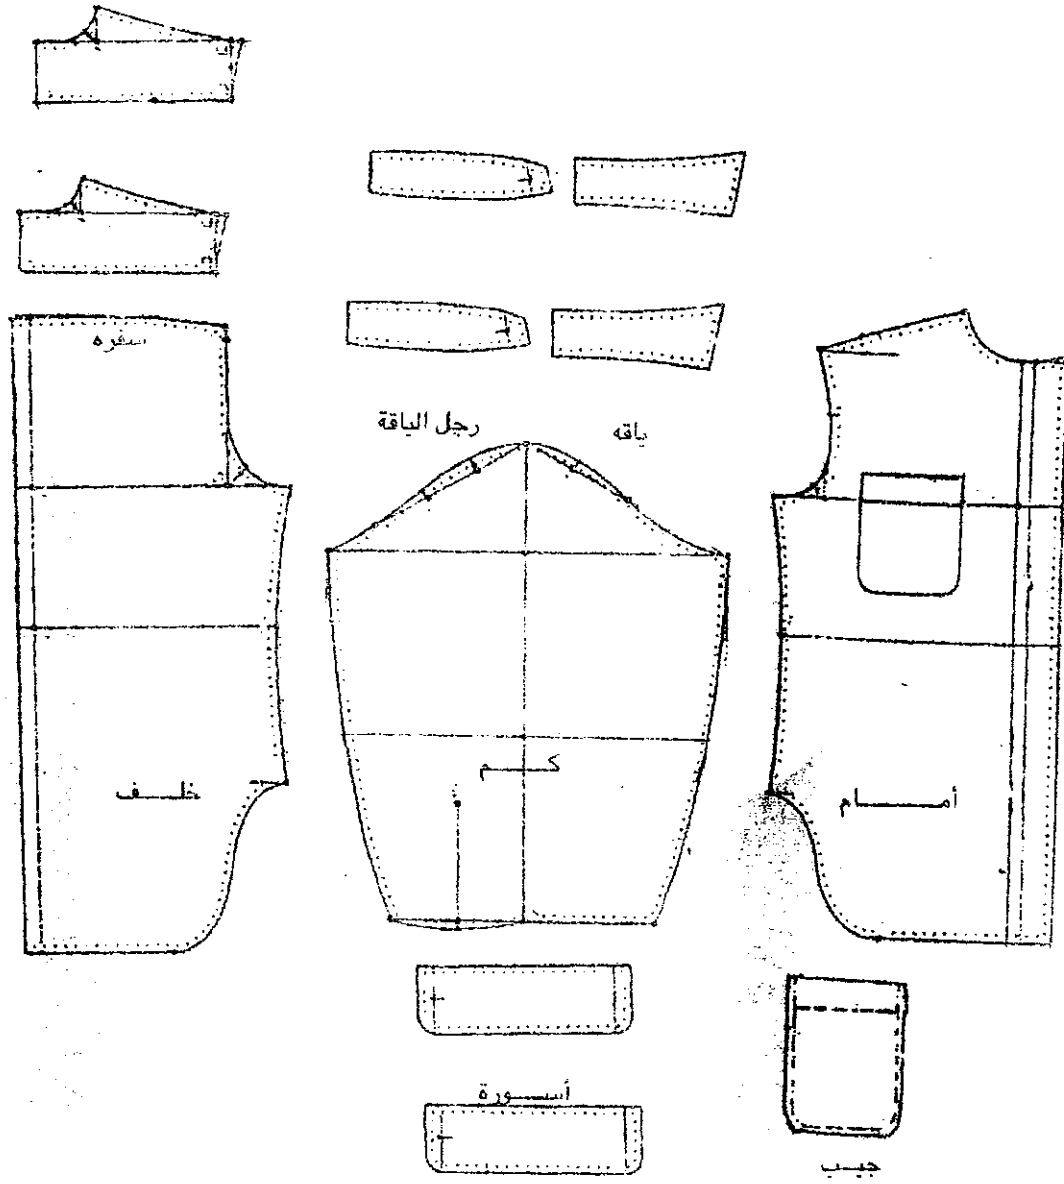 سفره
ياقه
رجل الياقة
خلف
كم
أمام
أسورة
جيب